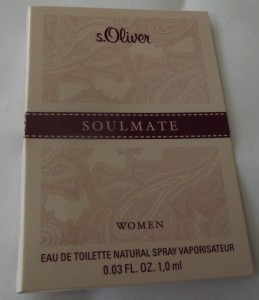 s.Oliver
SOULMATE
WOMEN
EAU DE TOILETTE NATURAL SPRAY VAPORISATEUR
0.03 FL. OZ. 1,0 ml